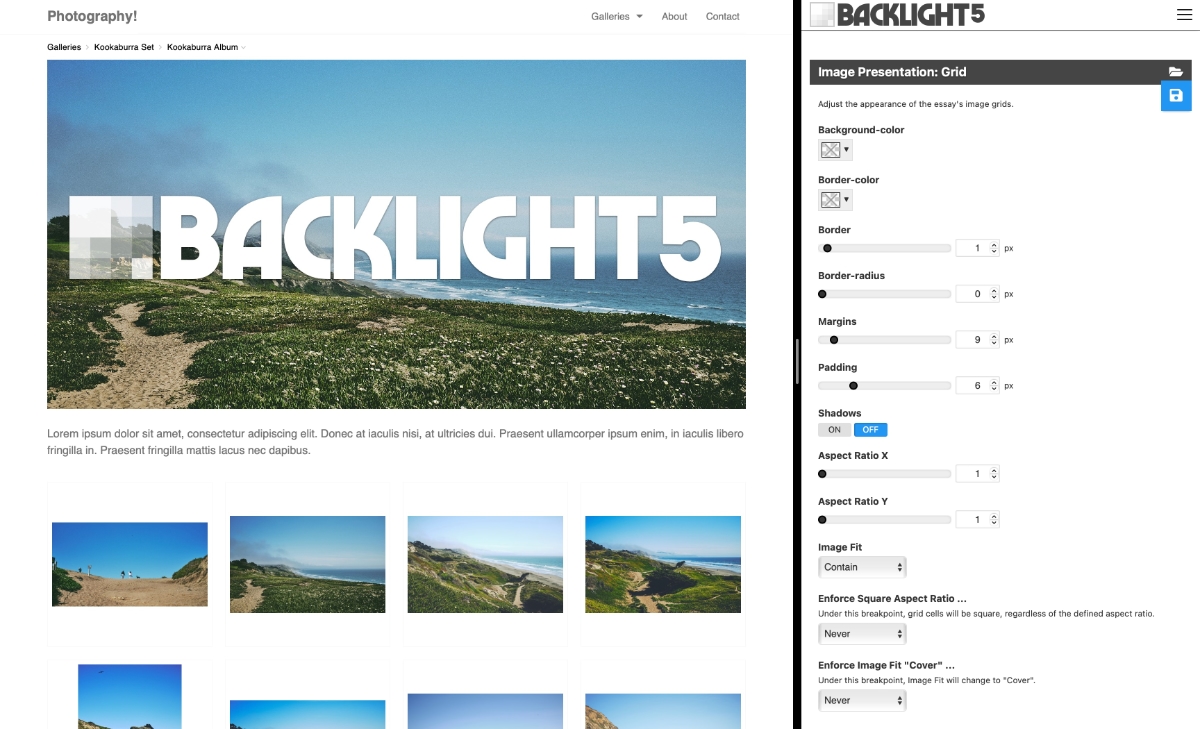 Photography!
Galleries
About
Contact
Galleries › Kookaburra Set › Kookaburra Album
BACKLIGHT5
Lorem ipsum dolor sit amet, consectetur adipiscing elit. Donec at iaculis nisi, at ultricies dui. Praesent ullamcorper ipsum enim, in iaculis libero
fringilla in. Praesent fringilla mattis lacus nec dapibus.
BACKLIGHT5
Image Presentation: Grid
Adjust the appearance of the essay's image grids.
Background-color
Border-color
Border
1 px
Border-radius
0 px
Margins
9 px
Padding
6 px
Shadows
ON OFF
Aspect Ratio X
1
Aspect Ratio Y
1
Image Fit
Contain
Enforce Square Aspect Ratio ...
Under this breakpoint, grid cells will be square, regardless of the defined aspect ratio.
Never
Enforce Image Fit "Cover" ...
Under this breakpoint, Image Fit will change to "Cover".
Never